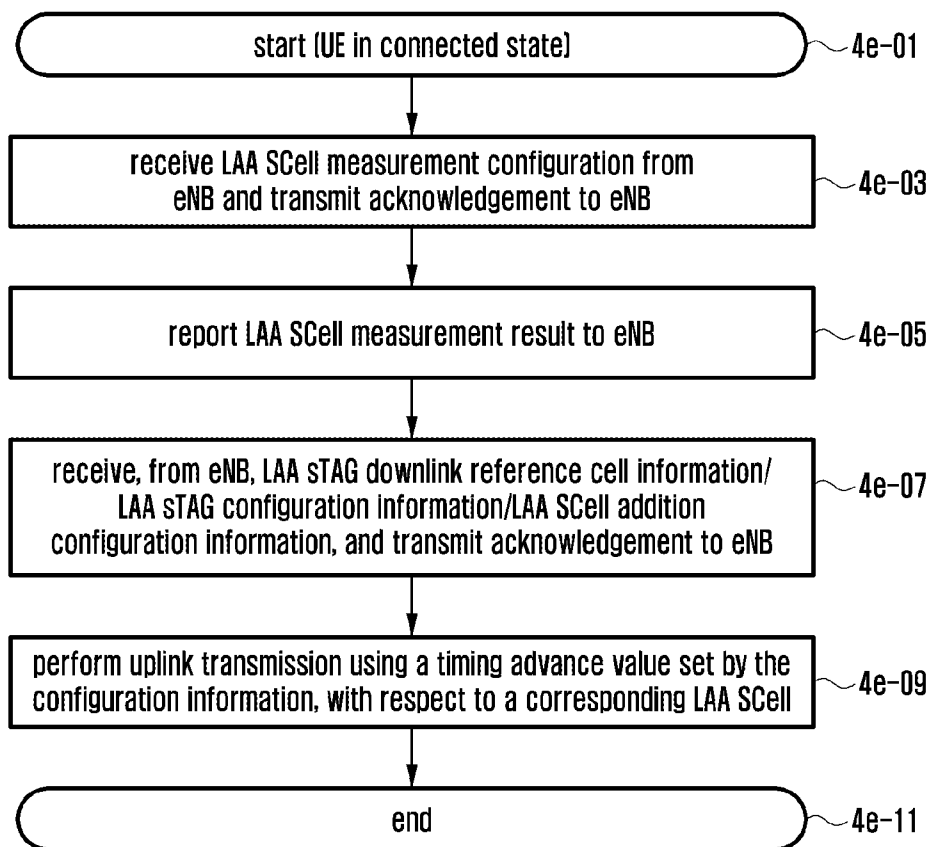 start (UE in connected state)
4e-01
receive LAA SCell measurement configuration from
eNB and transmit acknowledgement to eNB
4e-03
report LAA SCell measurement result to eNB
4e-05
receive, from eNB, LAA sTAG downlink reference cell information/
LAA sTAG configuration information/LAA SCell addition
configuration information, and transmit acknowledgement to eNB
4e-07
perform uplink transmission using a timing advance value set by the
configuration information, with respect to a corresponding LAA SCell
4e-09
end
4e-11